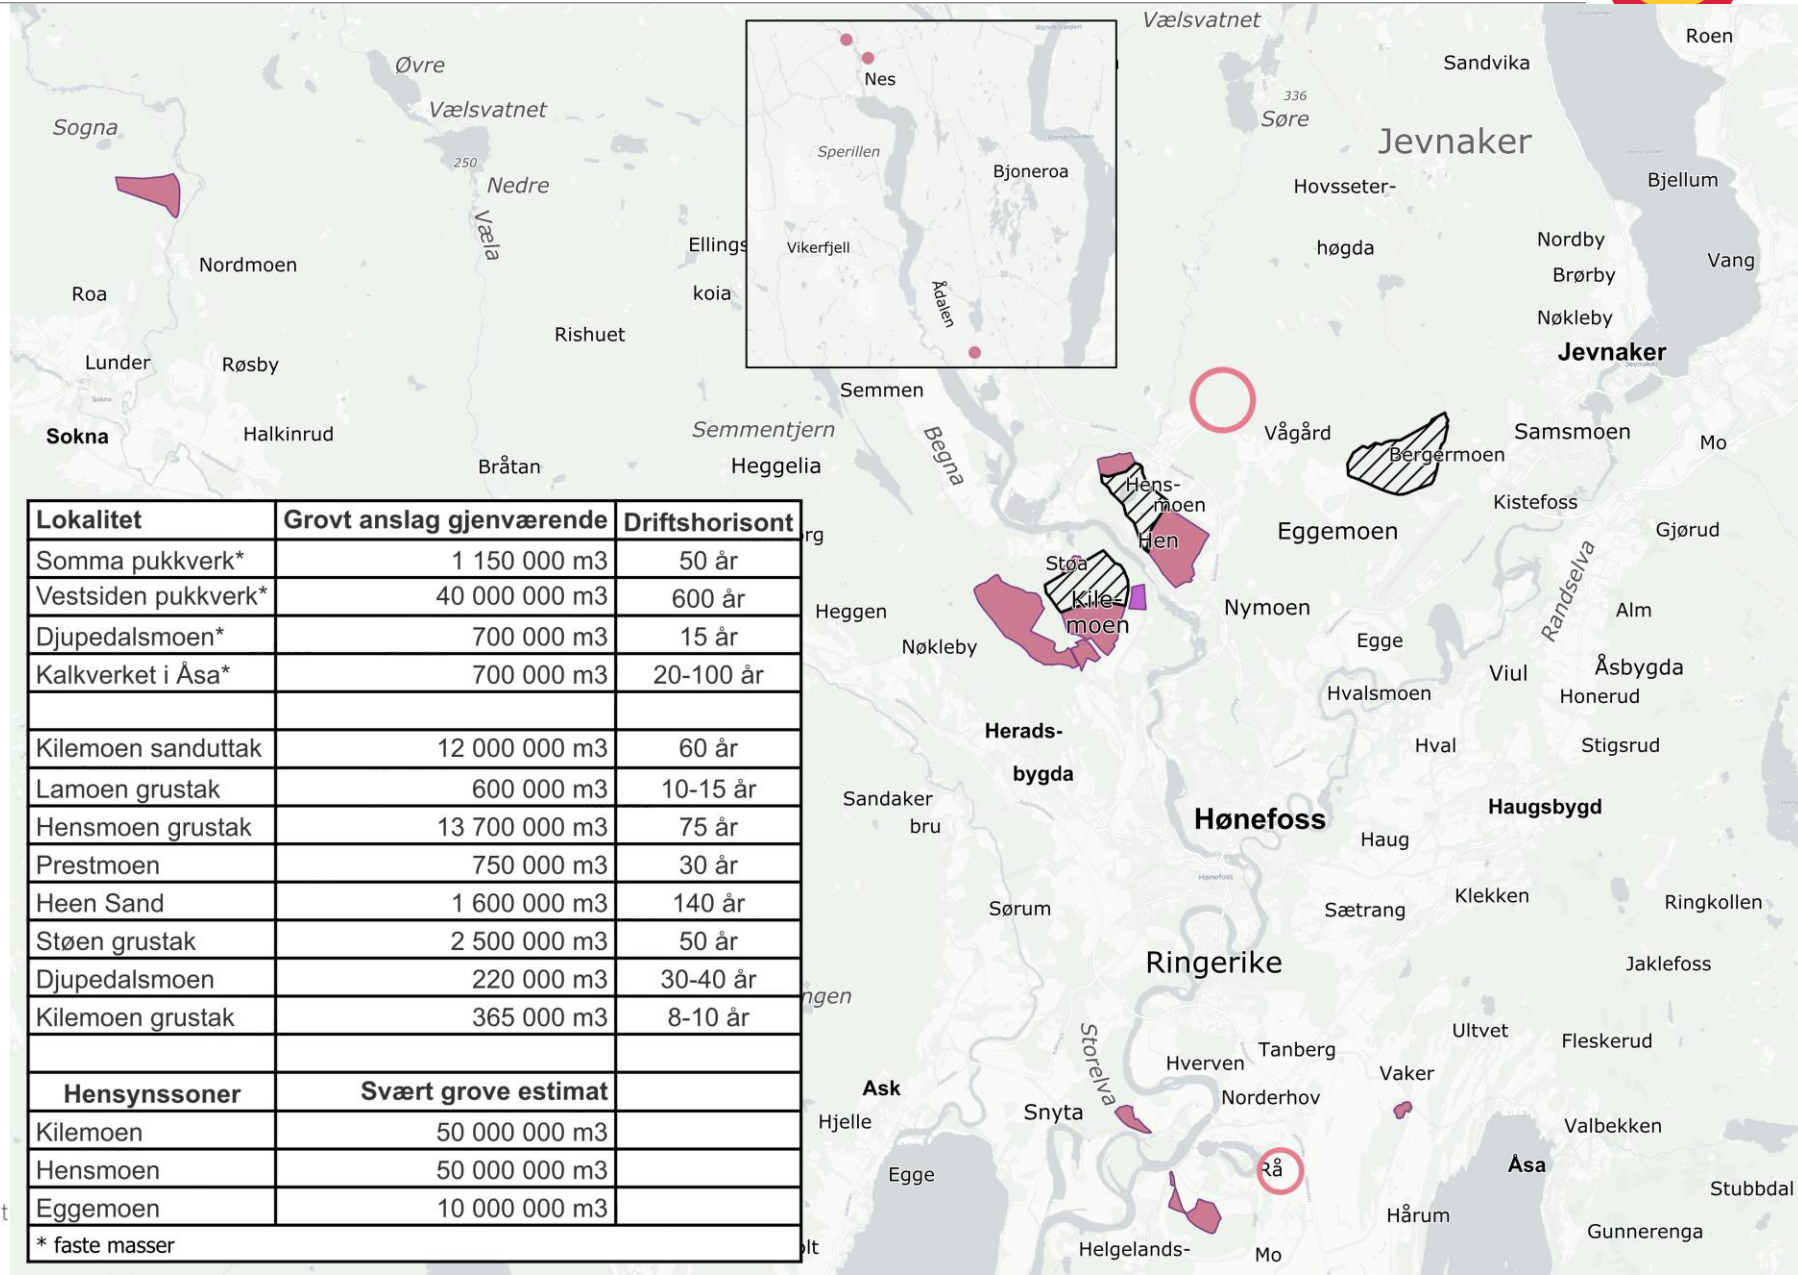 Lokalitet Grovt anslag gjenværende Driftshorisont
Somma pukkverk* 1 150 000 m3 50 år
Vestsiden pukkverk* 40 000 000 m3 600 år
Djupedalsmoen* 700 000 m3 15 år
Kalkverket i Åsa* 700 000 m3 20-100 år
Kilemoen sanduttak 12 000 000 m3 60 år
Lamoen grustak 600 000 m3 10-15 år
Hensmoen grustak 13 700 000 m3 75 år
Prestmoen 750 000 m3 30 år
Heen Sand 1 600 000 m3 140 år
Støen grustak 2 500 000 m3 50 år
Djupedalsmoen 220 000 m3 30-40 år
Kilemoen grustak 365 000 m3 8-10 år
Hensynssoner Svært grove estimat
Kilemoen 50 000 000 m3
Hensmoen 50 000 000 m3
Eggemoen 10 000 000 m3
* faste masser
Sogna
Øvre
Vælsvatnet
250
Nedre
Væla
Nordmoen
Roa
Lunder
Røsby
Rishuet
Sokna
Sokna
Halkinrud
Bråtan
Ellings
koia
Nes
Sperillen
Bjoneroa
Vikerfjell
Ådalen
Vælsvatnet
336
Søre
Sandvika
Roen
Jevnaker
Hovsseter-
høgda
Bjellum
Nordby
Brørby
Vang
Nøkleby
Jevnaker
Jevnaker
Semmen
Semmentjern
Heggelia
Begna
Vågård
Bergermoen
Samsmoen
Mo
Hens-
moen
Hen
Kistefoss
Eggemoen
Gjørud
Randselva
rg
Støa
Kile-
moen
Heggen
Nøkleby
Nymoen
Egge
Alm
Viul
Åsbygda
Honerud
Hvalsmoen
Herads-
bygda
Hval
Stigsrud
Sandaker
bru
Hønefoss
Haugsbygd
Haug
Hønefoss
Klekken
Ringkollen
Sørum
Sætrang
Ringerike
Jaklefoss
ngen
Storelva
Ultvet
Fleskerud
Hverven
Tanberg
Vaker
Norderhov
Ask
Hjelle
Snyta
Valbekken
Egge
Rå
Åsa
Stubbdal
Hårum
Gunnerenga
t
lt
Helgelands-
Mo